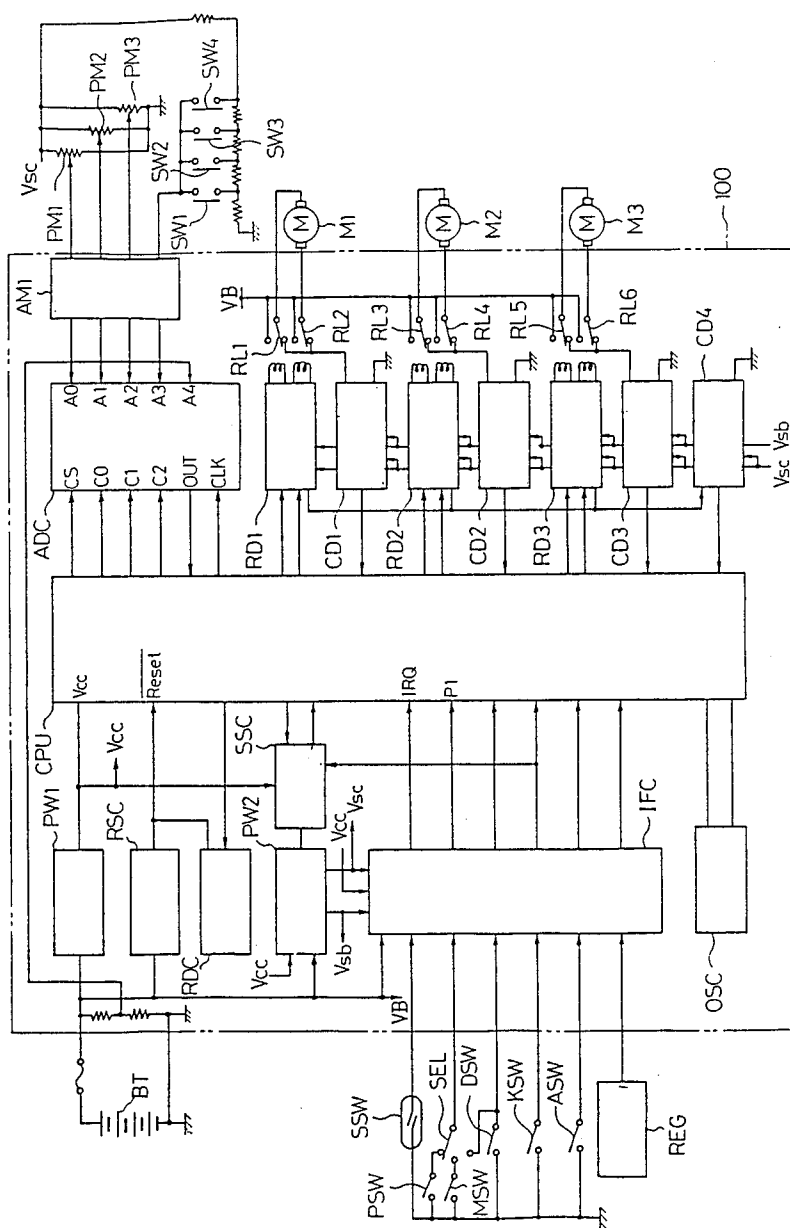 Vsc
PM1
PM2
PM3
SW4
SW3
SW2
SW1
AM1
100
VB
M
M1
M
M2
M
M3
RL1
RL2
RL3
RL4
RL5
RL6
ADC
CS
C0
C1
C2
OUT
CLK
A0
A1
A2
A3
A4
RD1
CD1
RD2
CD2
RD3
CD3
CD4
Vsc
Vsb
CPU
Vcc
Reset
IRQ
P1
PW1
Vcc
RSC
RDC
SSC
PW2
Vcc
Vsc
Vcc
Vsb
IFC
VB
OSC
BT
SSW
PSW
SEL
MSW
DSW
KSW
ASW
REG